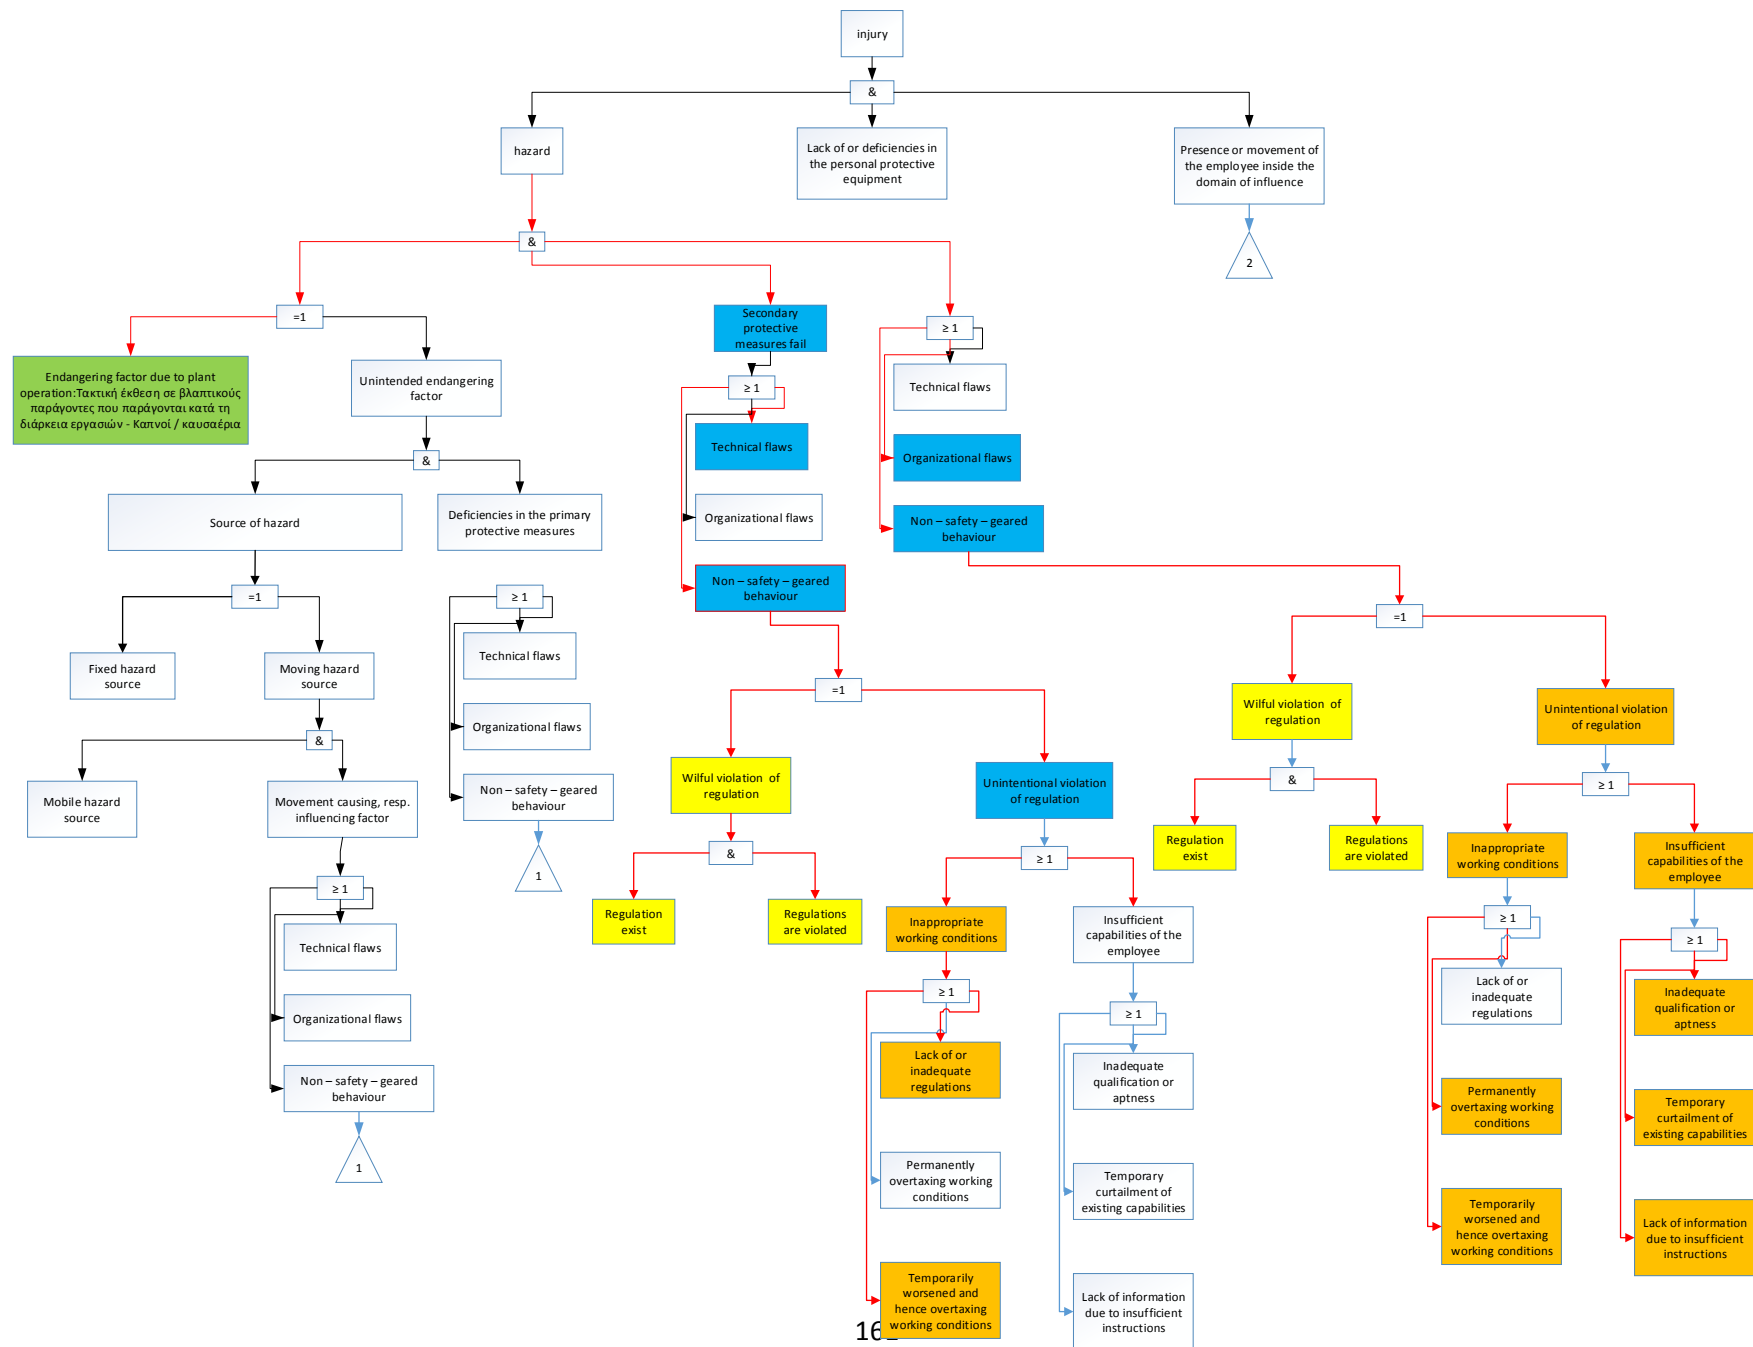 injury
&
hazard
Lack of or deficiencies in
the personal protective
equipment
Presence or movement of
the employee inside the
domain of influence
&
2
=1
Secondary
protective
measures fail
≥ 1
Endangering factor due to plant
operation:Τακτική έκθεση σε βλαπτικούς
παράγοντες που παράγονται κατά τη
διάρκεια εργασιών - Καπνοί / καυσαέρια
Unintended endangering
factor
≥ 1
Technical flaws
Technical flaws
Organizational flaws
&
Source of hazard
Deficiencies in the primary
protective measures
Organizational flaws
Non – safety – geared
behaviour
Non – safety – geared
behaviour
=1
≥ 1
=1
Fixed hazard
source
Moving hazard
source
Technical flaws
Organizational flaws
=1
Wilful violation of
regulation
Unintentional violation
of regulation
&
Mobile hazard
source
Movement causing, resp.
influencing factor
Non – safety – geared
behaviour
1
Wilful violation of
regulation
Unintentional violation
of regulation
&
≥ 1
&
≥ 1
Regulation
exist
Regulations
are violated
Inappropriate
working conditions
Insufficient
capabilities of the
employee
≥ 1
Technical flaws
Organizational flaws
Non – safety – geared
behaviour
1
Regulation
exist
Regulations
are violated
Inappropriate
working conditions
Insufficient
capabilities of the
employee
≥ 1
≥ 1
≥ 1
≥ 1
Lack of or
inadequate
regulations
Inadequate
qualification or
aptness
Lack of or
inadequate
regulations
Inadequate
qualification or
aptness
Permanently
overtaxing working
conditions
Temporary
curtailment of
existing capabilities
Permanently
overtaxing working
conditions
Temporary
curtailment of
existing capabilities
Temporarily
worsened and
hence overtaxing
working conditions
Lack of information
due to insufficient
instructions
Temporarily
worsened and
hence overtaxing
working conditions
Lack of information
due to insufficient
instructions